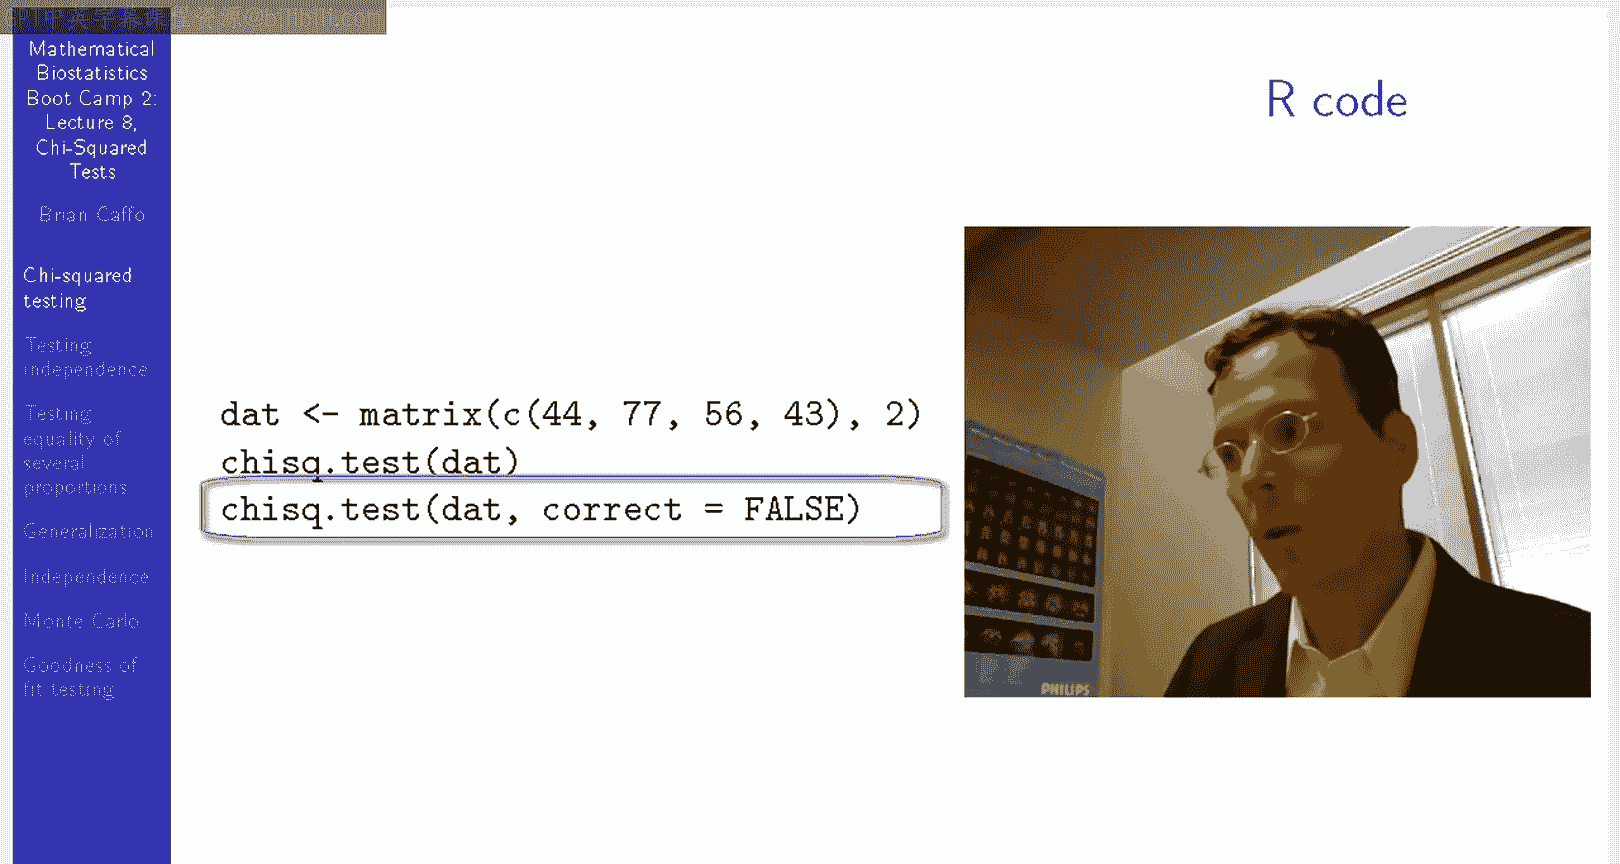 Mathematical
Biostatistics
Boot Camp 2:
Lecture 8,
Chi-Squared
Tests
Brian Caffo
Chi-squared
testing
Testing
independence
Testing
equality of
several
proportions
Generalization
Independence
Monte Carlo
Goodness of
fit testing
R code
dat <- matrix(c(44, 77, 56, 43), 2)
chisq.test(dat)
chisq.test(dat, correct = FALSE)
PHILIPS